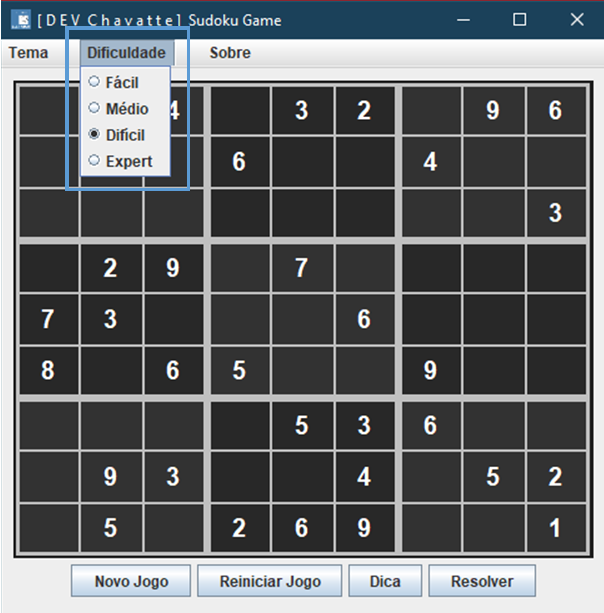 [ D E V  C h a v a t t e ] Sudoku Game
Tema Dificuldade Sobre
Fácil
Médio
Difícil
Expert
4 3 2 9 6
6 4
3
2 9 7
7 3 6
8 6 5 9
5 3 6
9 3 4 5 2
5 2 6 9 1
Novo Jogo Reiniciar Jogo Dica Resolver